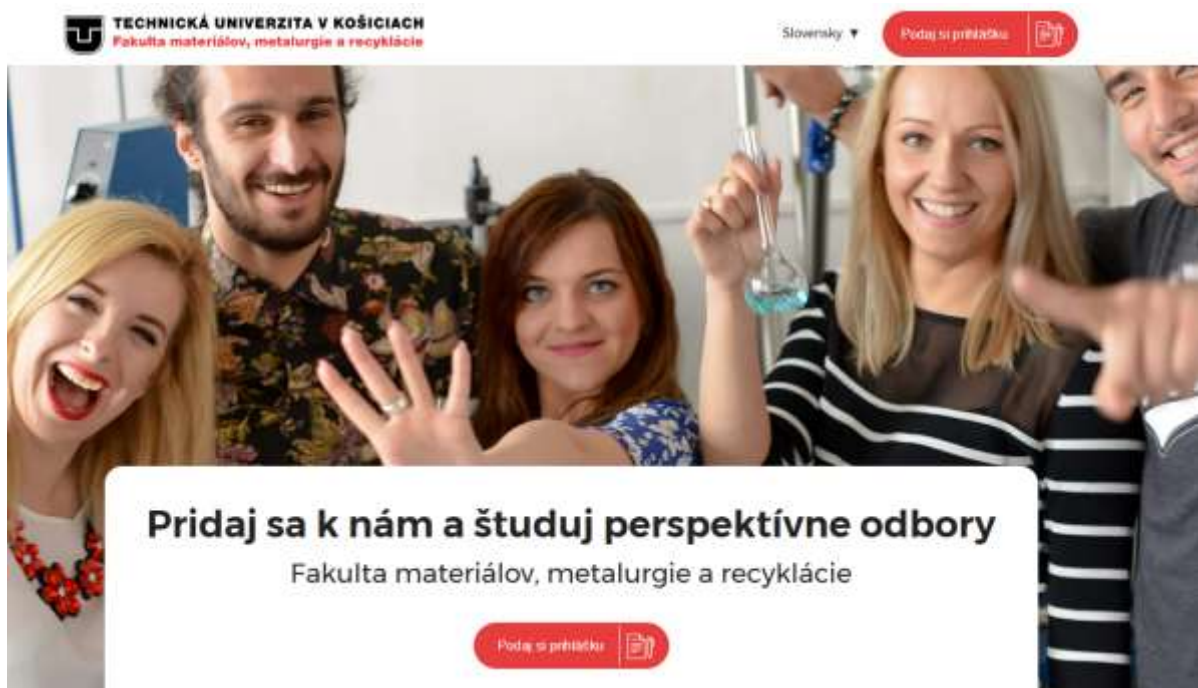 TECHNICKÁ UNIVERZITA V KOŠICIACH
Fakulta materiálov, metalurgie a recyklácie
Slovensky ▼
Podaj si prihlášku
Pridaj sa k nám a študuj perspektívne odbory
Fakulta materiálov, metalurgie a recyklácie
Podaj si prihlášku